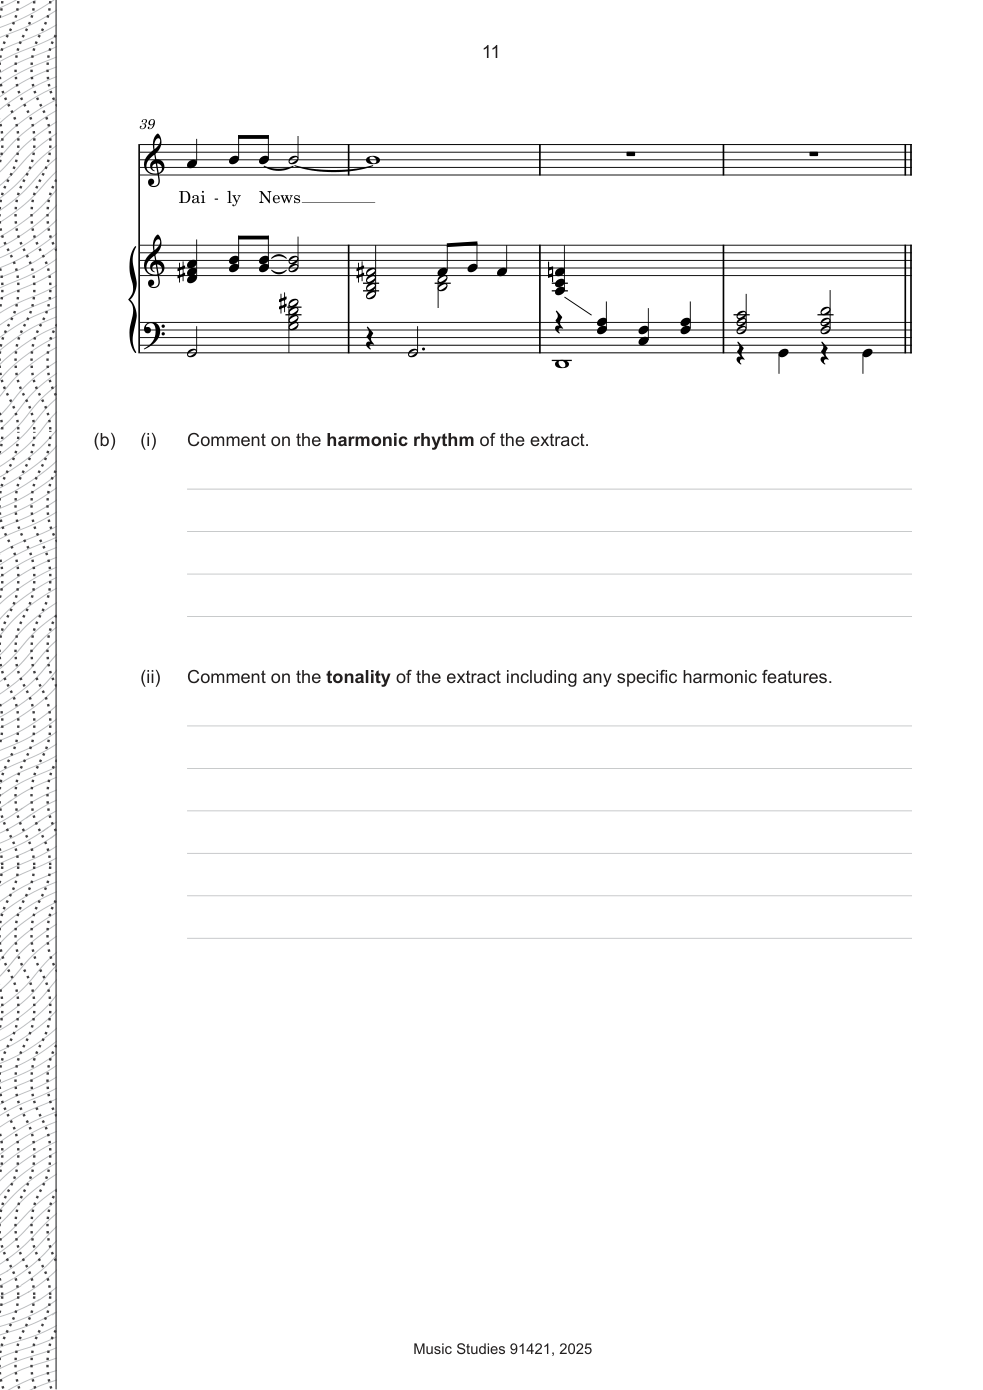 11
39
Dai - ly News
(b) (i) Comment on the harmonic rhythm of the extract.
(ii) Comment on the tonality of the extract including any specific harmonic features.
Music Studies 91421, 2025